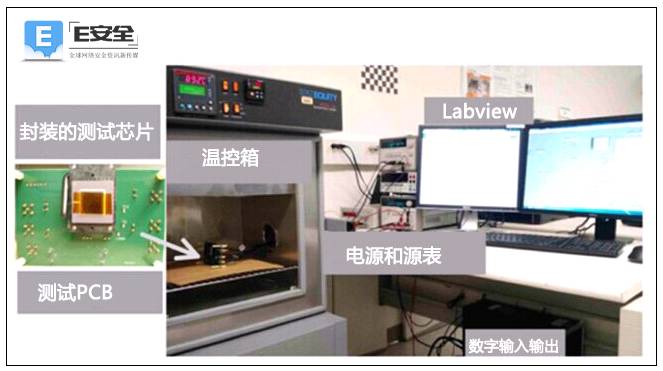 E安全
全球网络安全资讯新传媒
封装的测试芯片
测试PCB
温控箱
EQUITY
Labview
电源和源表
数字输入输出